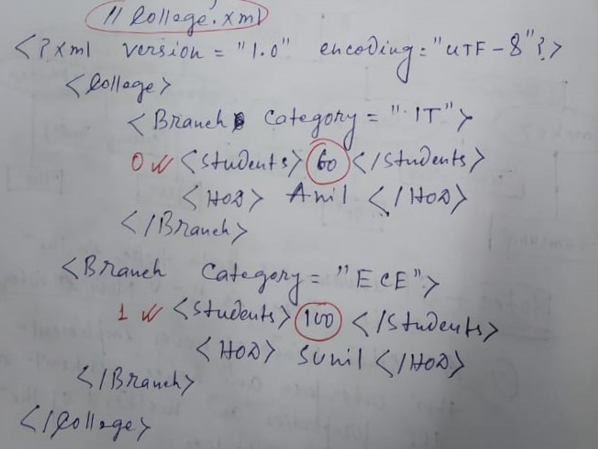 // Collage.xml
<?xml version = "1.0" encoding = "UTF-8"?>
<Collage>
<Branch Category = "IT">
0 <Students> 60 </Students>
<HOD> Anil </HOD>
</Branch>
<Branch Category = "ECE">
1 <Students> 100 </Students>
<HOD> Sunil </HOD>
</Branch>
</Collage>